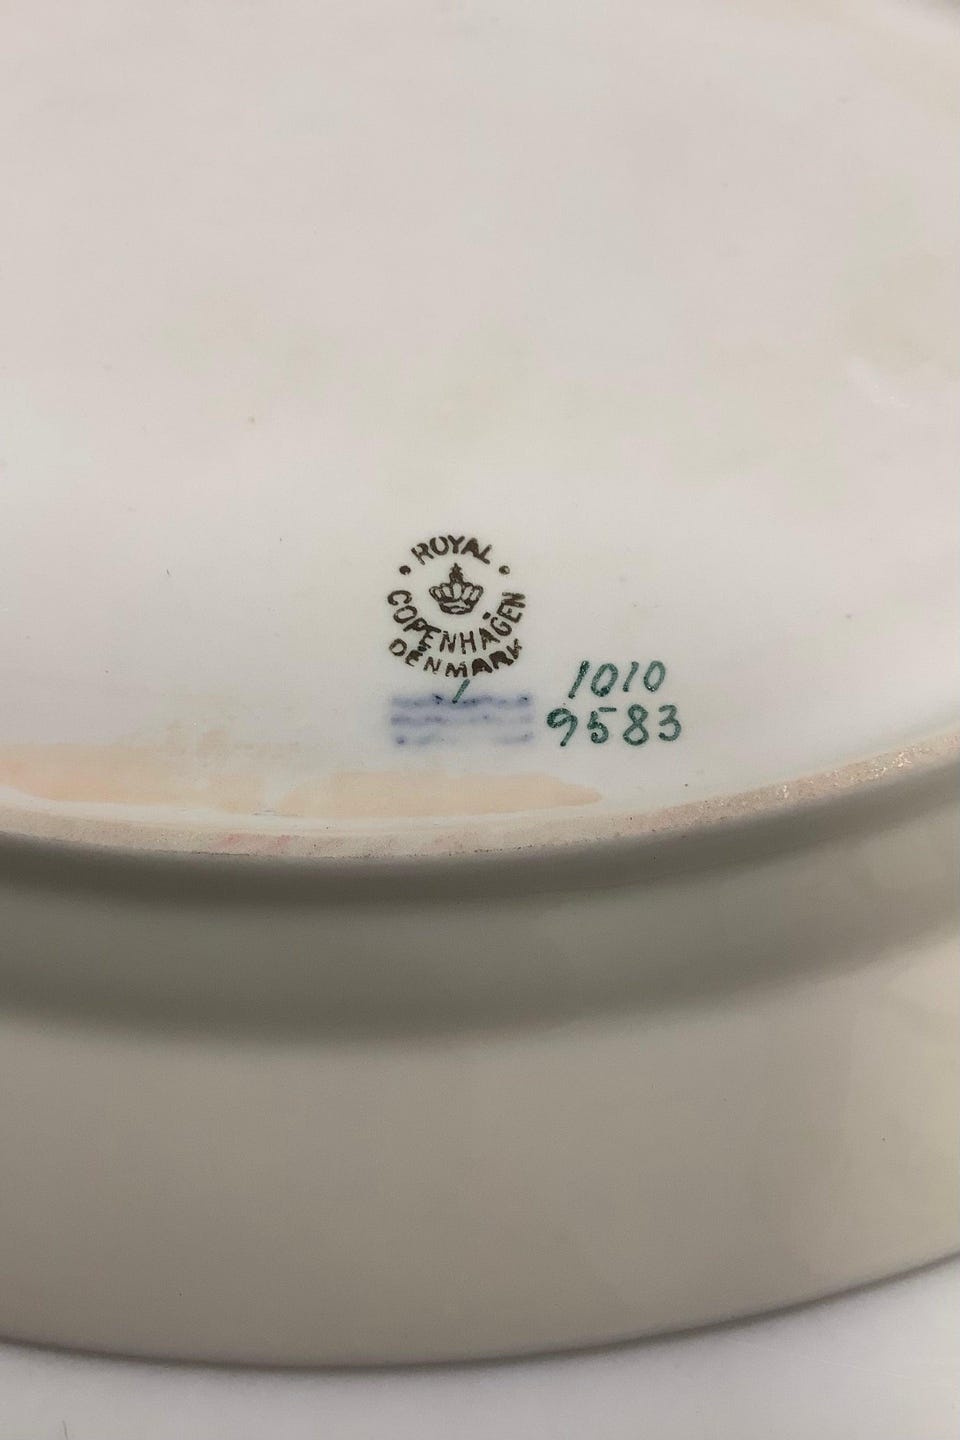 ROYAL
COPENHAGEN
DENMARK
1010
9583